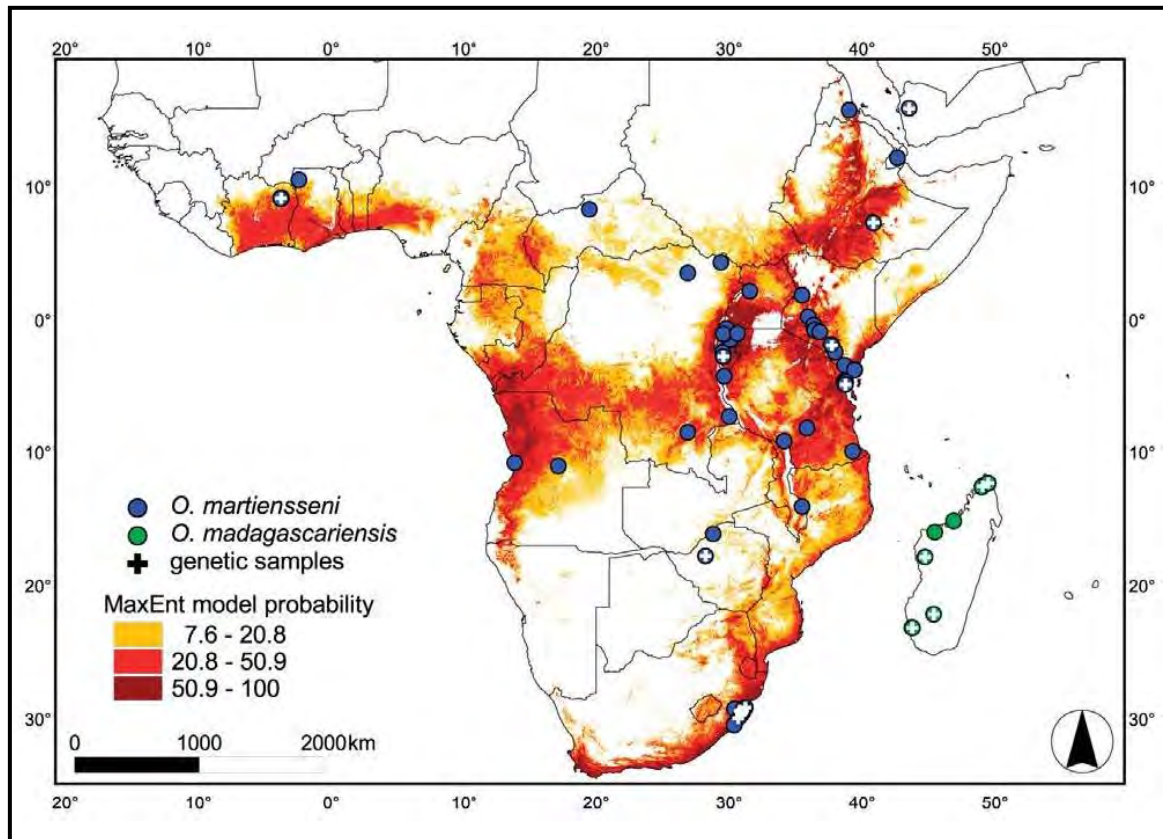 20° 10° 0° 10° 20° 30° 40° 50°
10° 10°
0° 0°
10° 10°
O. martiensseni
O. madagascariensis
genetic samples
20° 20°
MaxEnt model probability
7.6 - 20.8
20.8 - 50.9
50.9 - 100
30° 30°
0 1000 2000km
20° 10° 0° 10° 20° 30° 40° 50°